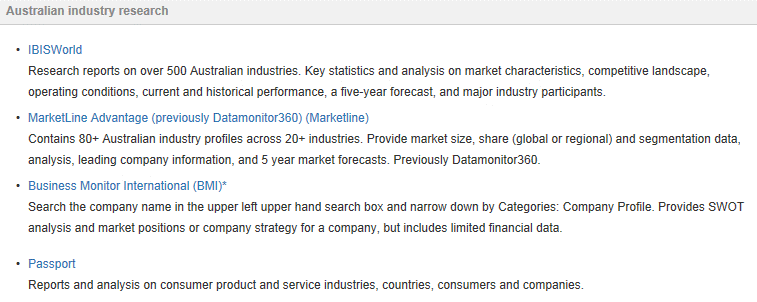 Australian industry research
• IBISWorld
Research reports on over 500 Australian industries. Key statistics and analysis on market characteristics, competitive landscape,
operating conditions, current and historical performance, a five-year forecast, and major industry participants.
• MarketLine Advantage (previously Datamonitor360) (Marketline)
Contains 80+ Australian industry profiles across 20+ industries. Provide market size, share (global or regional) and segmentation data,
analysis, leading company information, and 5 year market forecasts. Previously Datamonitor360.
• Business Monitor International (BMI)*
Search the company name in the upper left upper hand search box and narrow down by Categories: Company Profile. Provides SWOT
analysis and market positions or company strategy for a company, but includes limited financial data.
• Passport
Reports and analysis on consumer product and service industries, countries, consumers and companies.